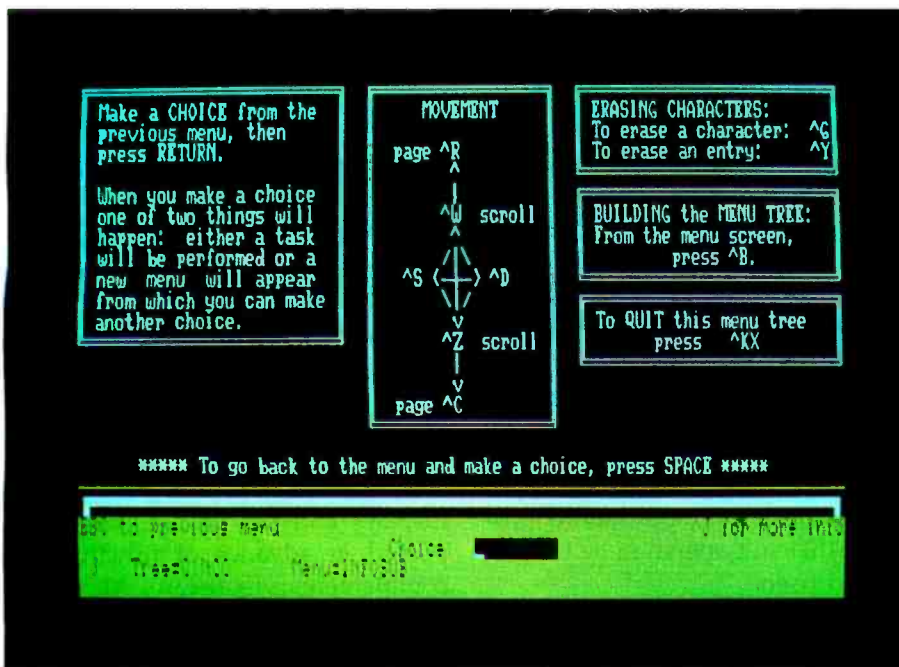 Make a CHOICE from the
previous menu, then
press RETURN.
When you make a choice
one of two things will
happen: either a task
will be performed or a
new menu will appear
from which you can make
another choice.
MOVEMENT
page ^R
^W scroll
^S < > ^D
^Z scroll
page ^C
ERASING CHARACTERS:
To erase a character: ^G
To erase an entry: ^Y
BUILDING the MENU TREE:
From the menu screen,
press ^B.
To QUIT this menu tree
press ^KX
***** To go back to the menu and make a choice, press SPACE *****
to previous menu for more info
Choice